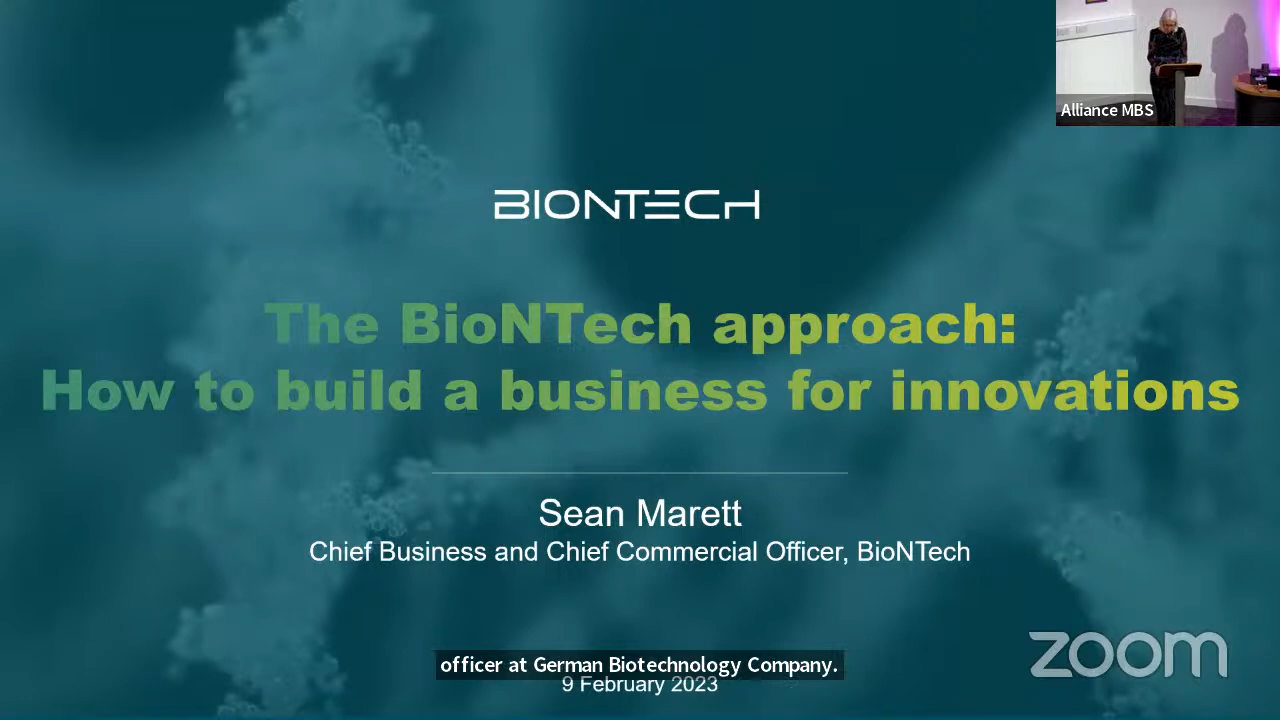 Alliance MBS
BIONTECH
The BioNTech approach:
How to build a business for innovations
Sean Marett
Chief Business and Chief Commercial Officer, BioNTech
officer at German Biotechnology Company.
9 February 2023
zoom